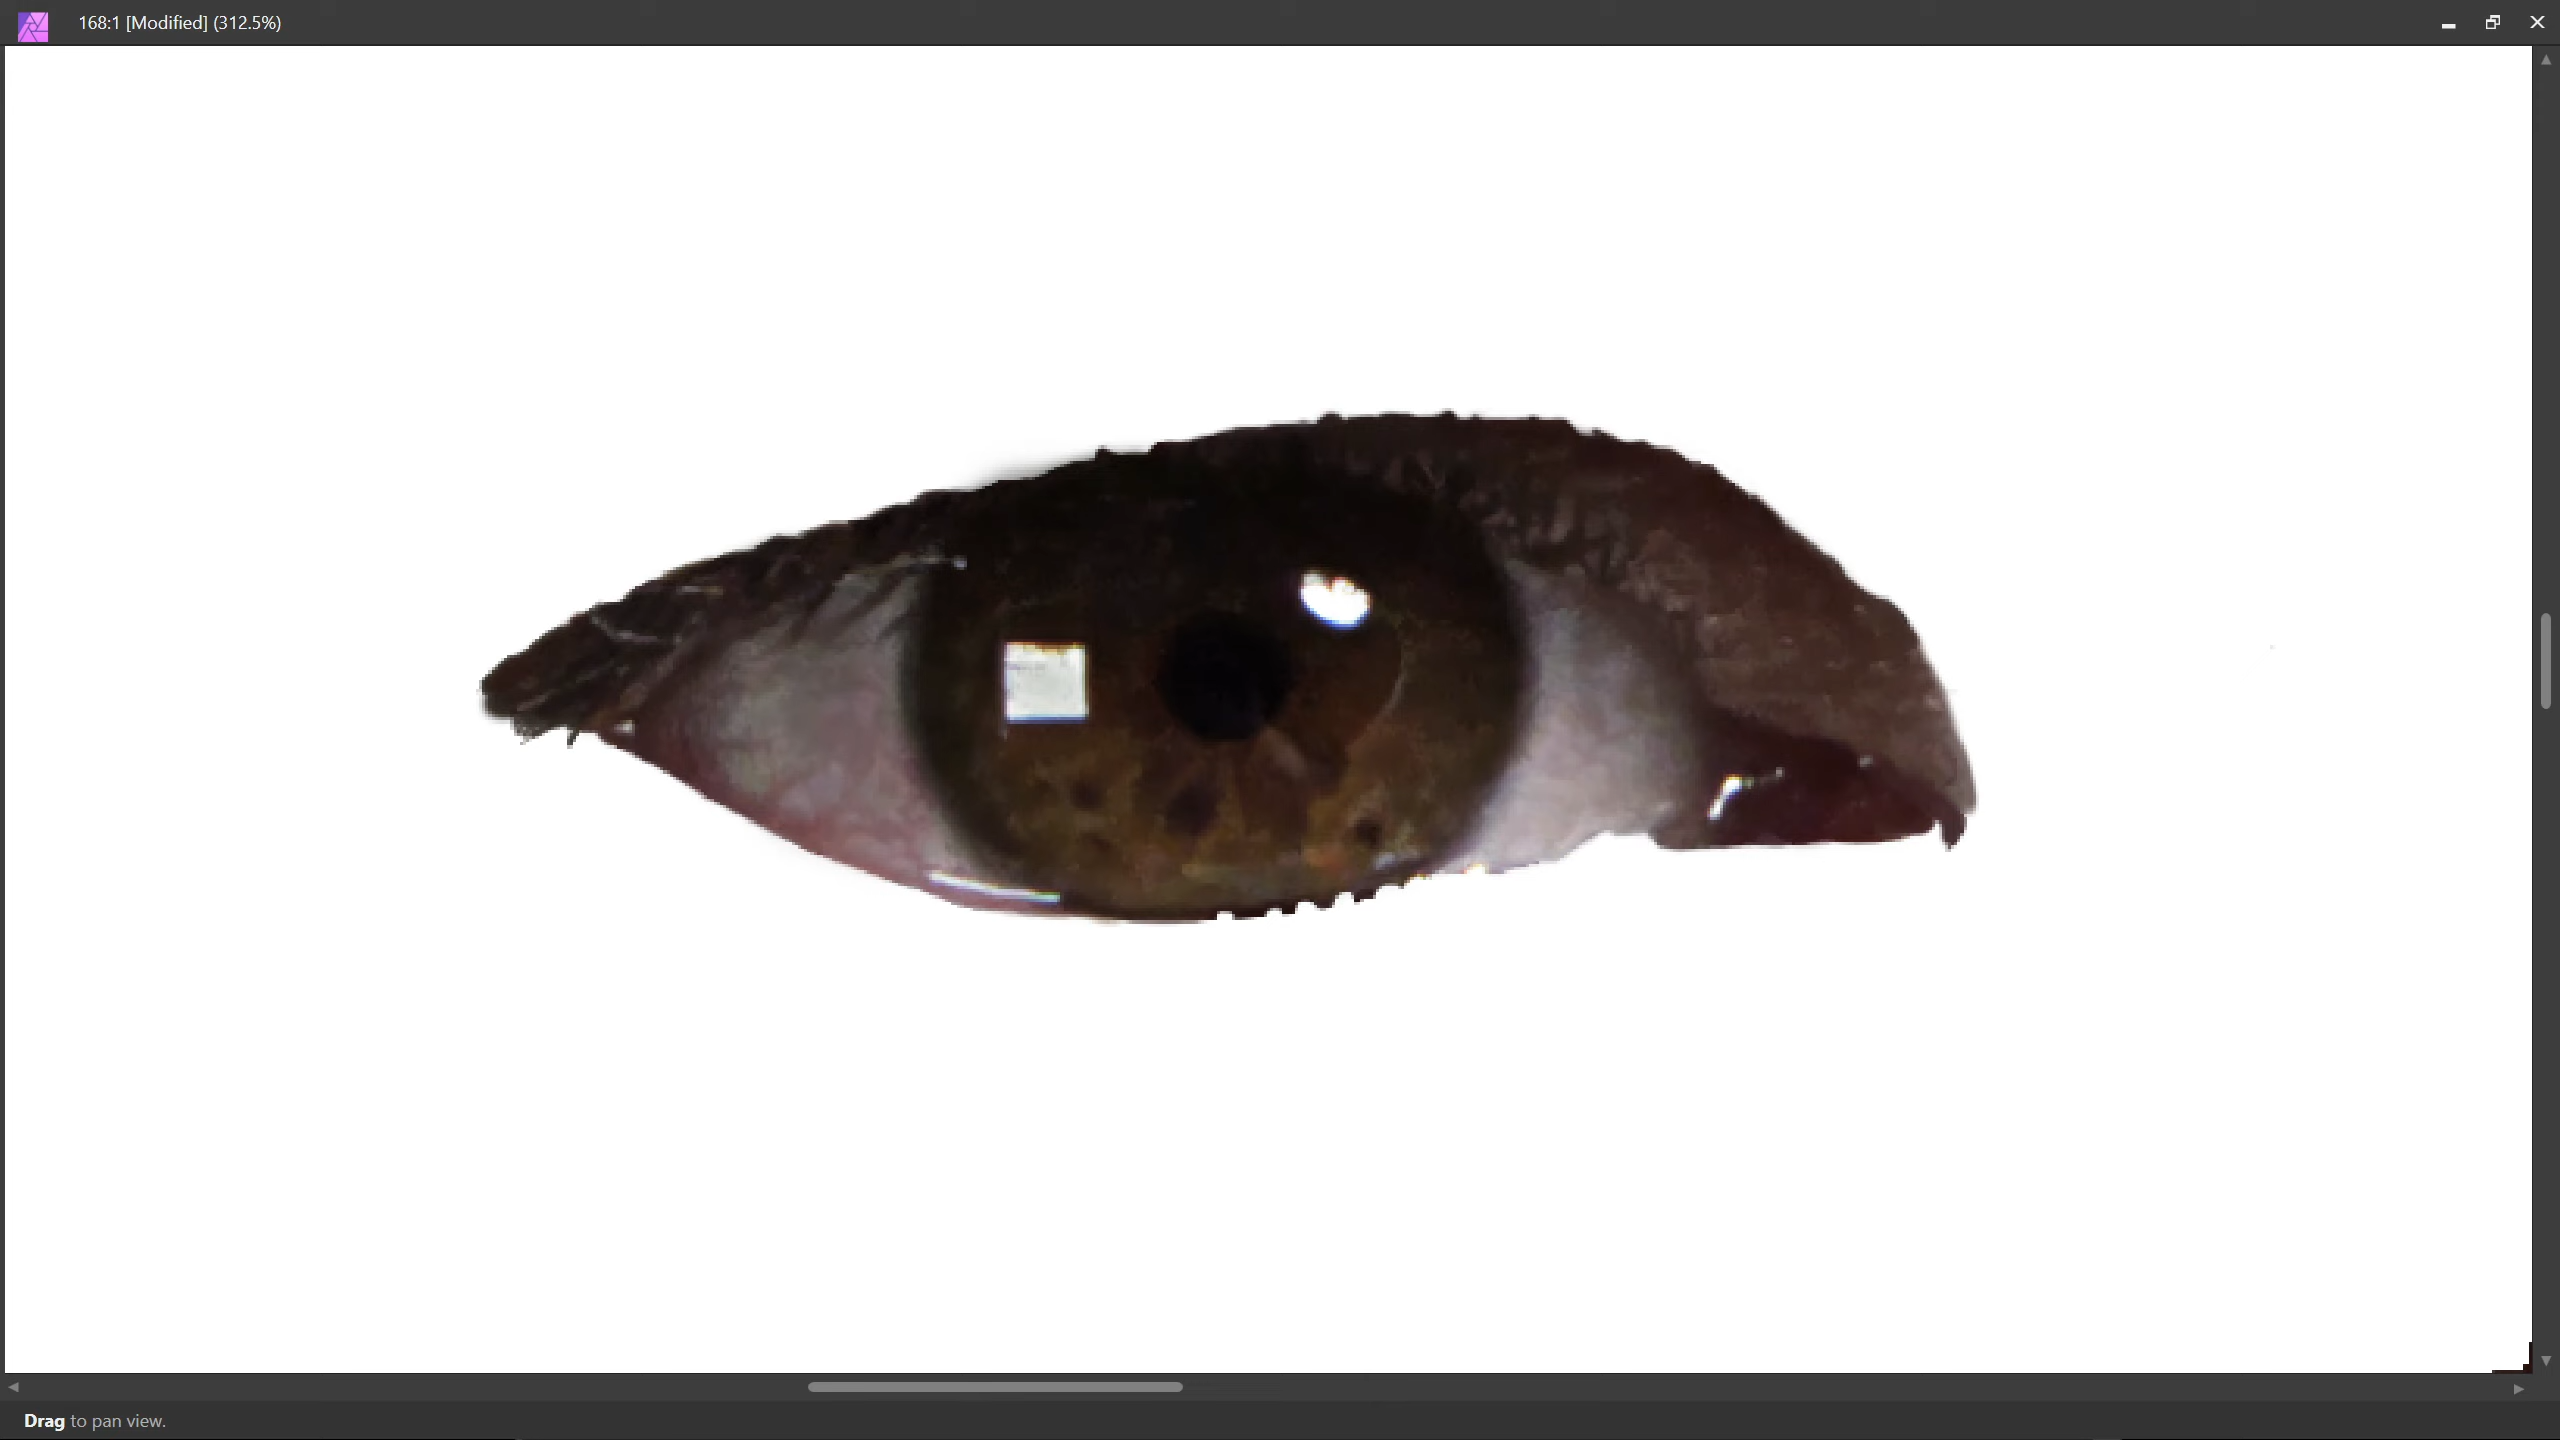 168:1 [Modified] (312.5%)
Drag to pan view.